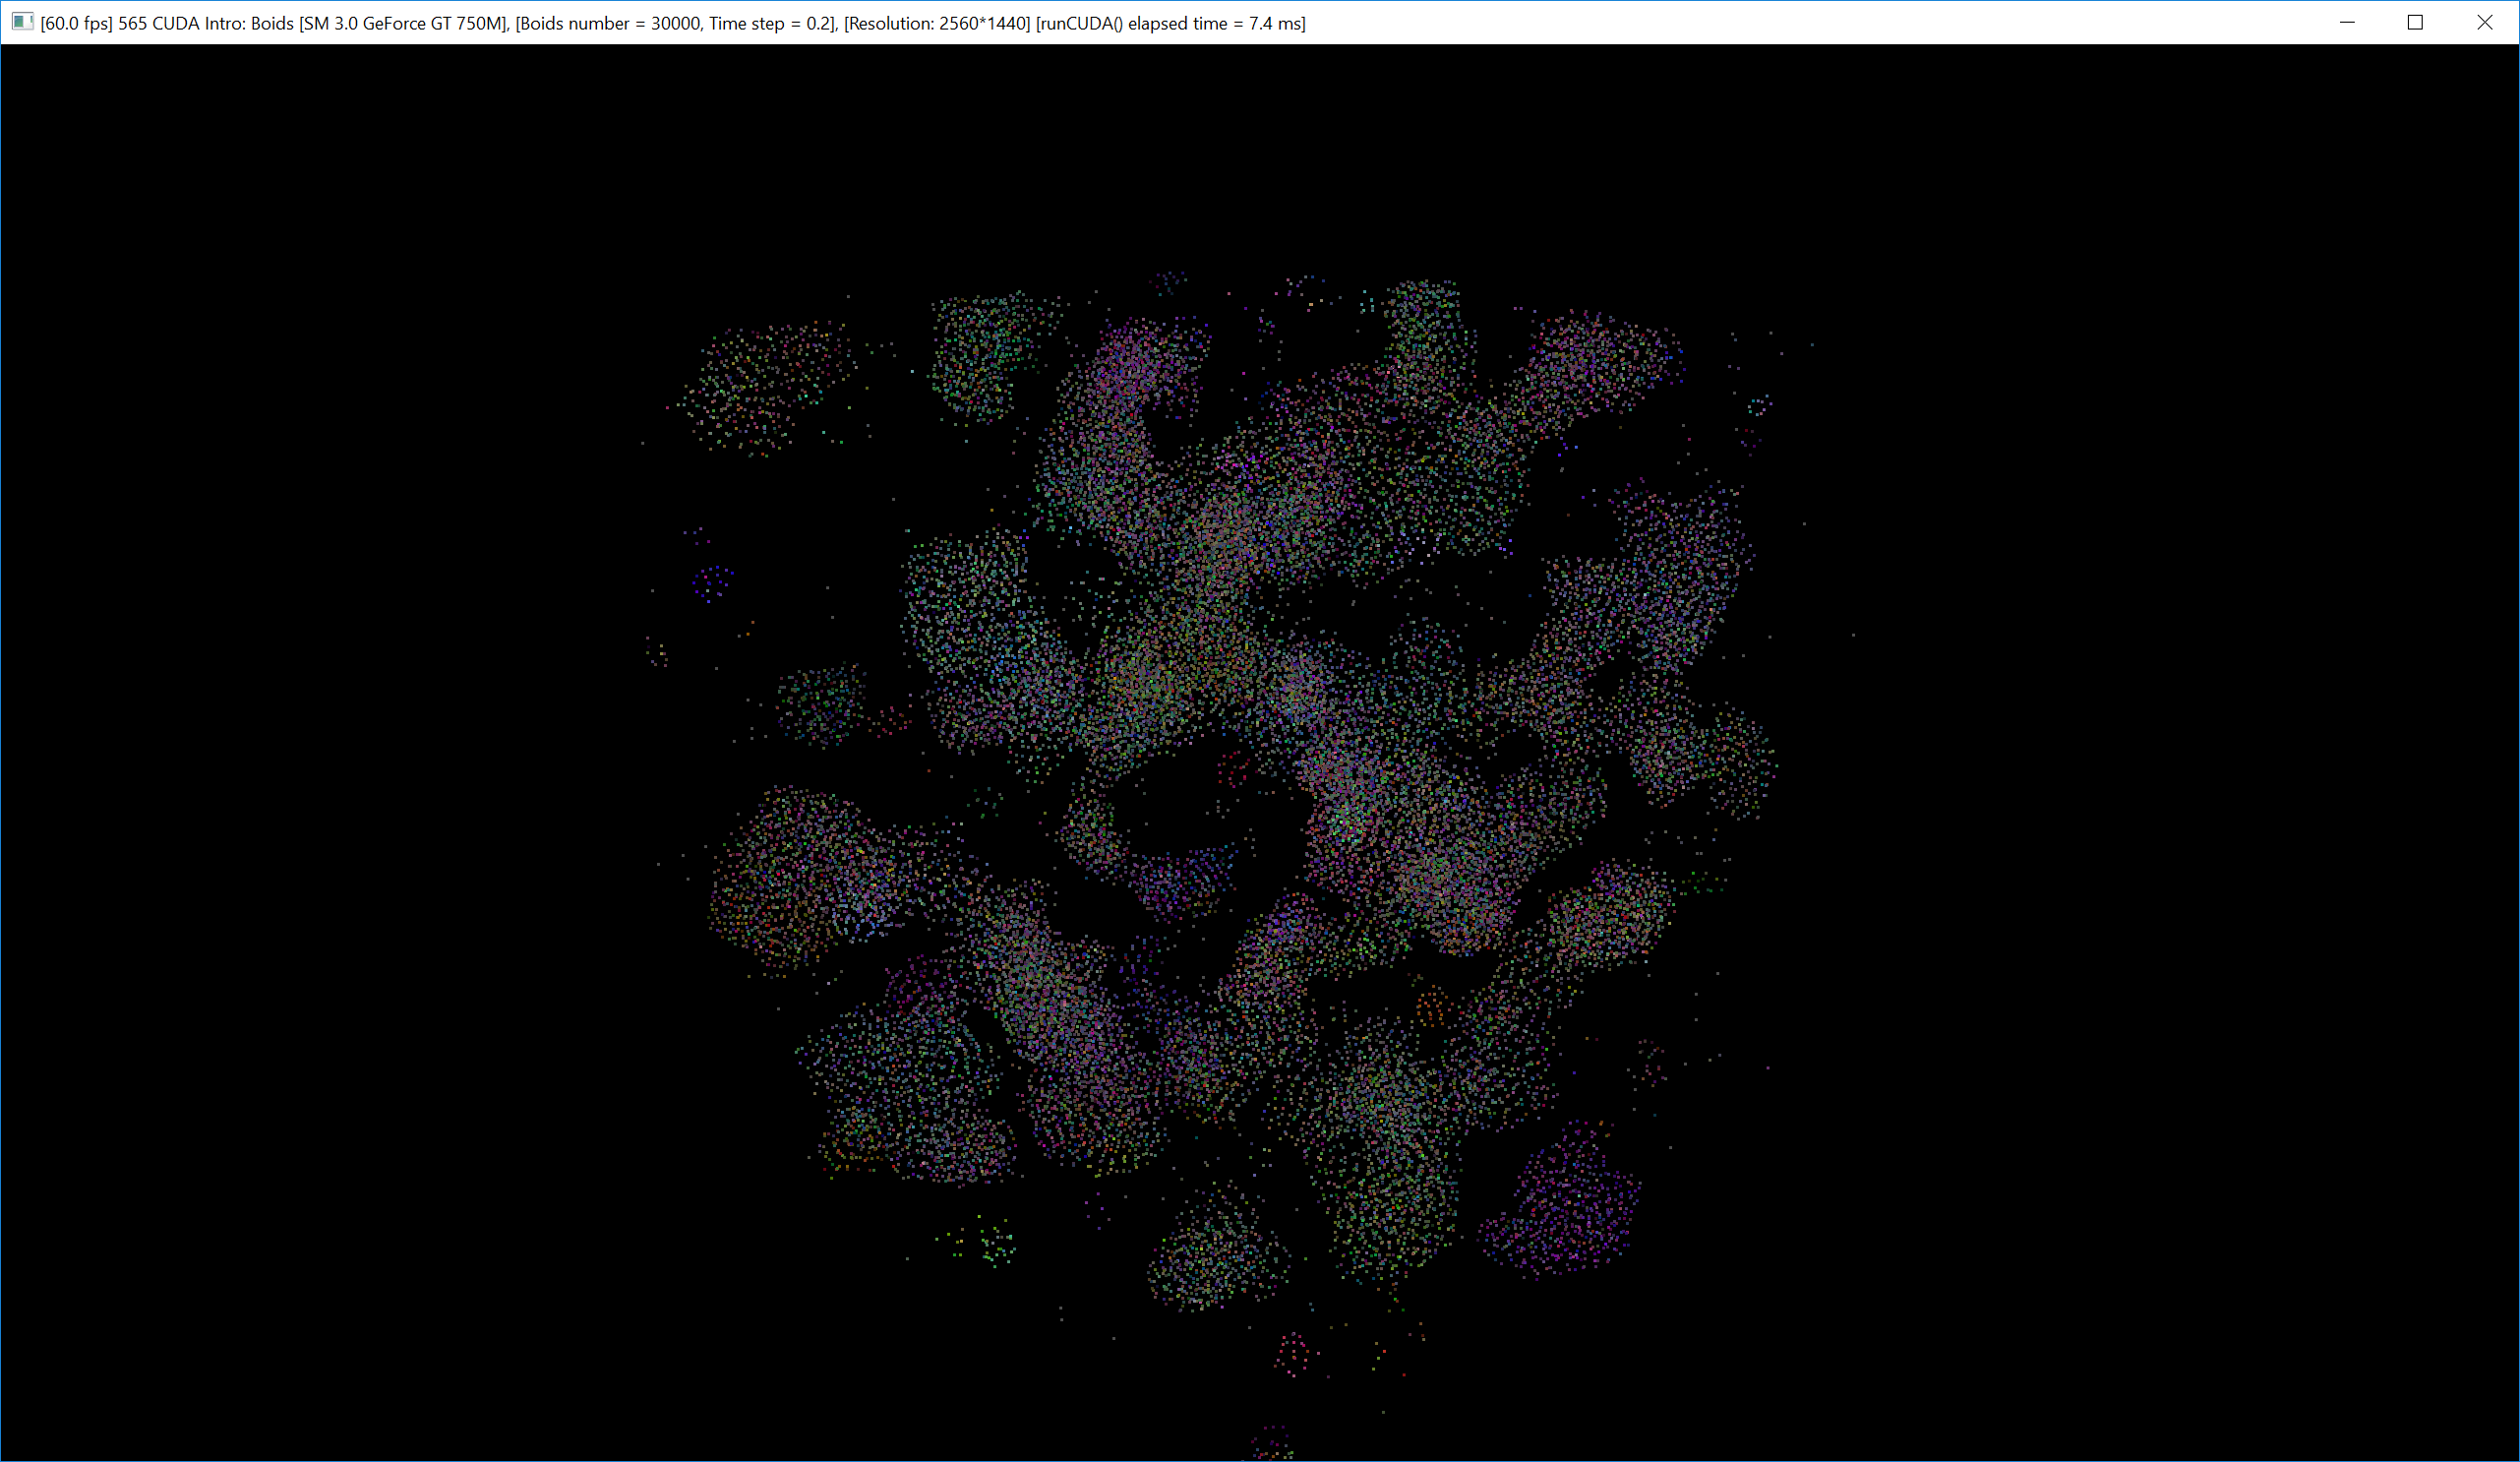 [60.0 fps] 565 CUDA Intro: Boids [SM 3.0 GeForce GT 750M], [Boids number = 30000, Time step = 0.2], [Resolution: 2560*1440] [runCUDA() elapsed time = 7.4 ms]